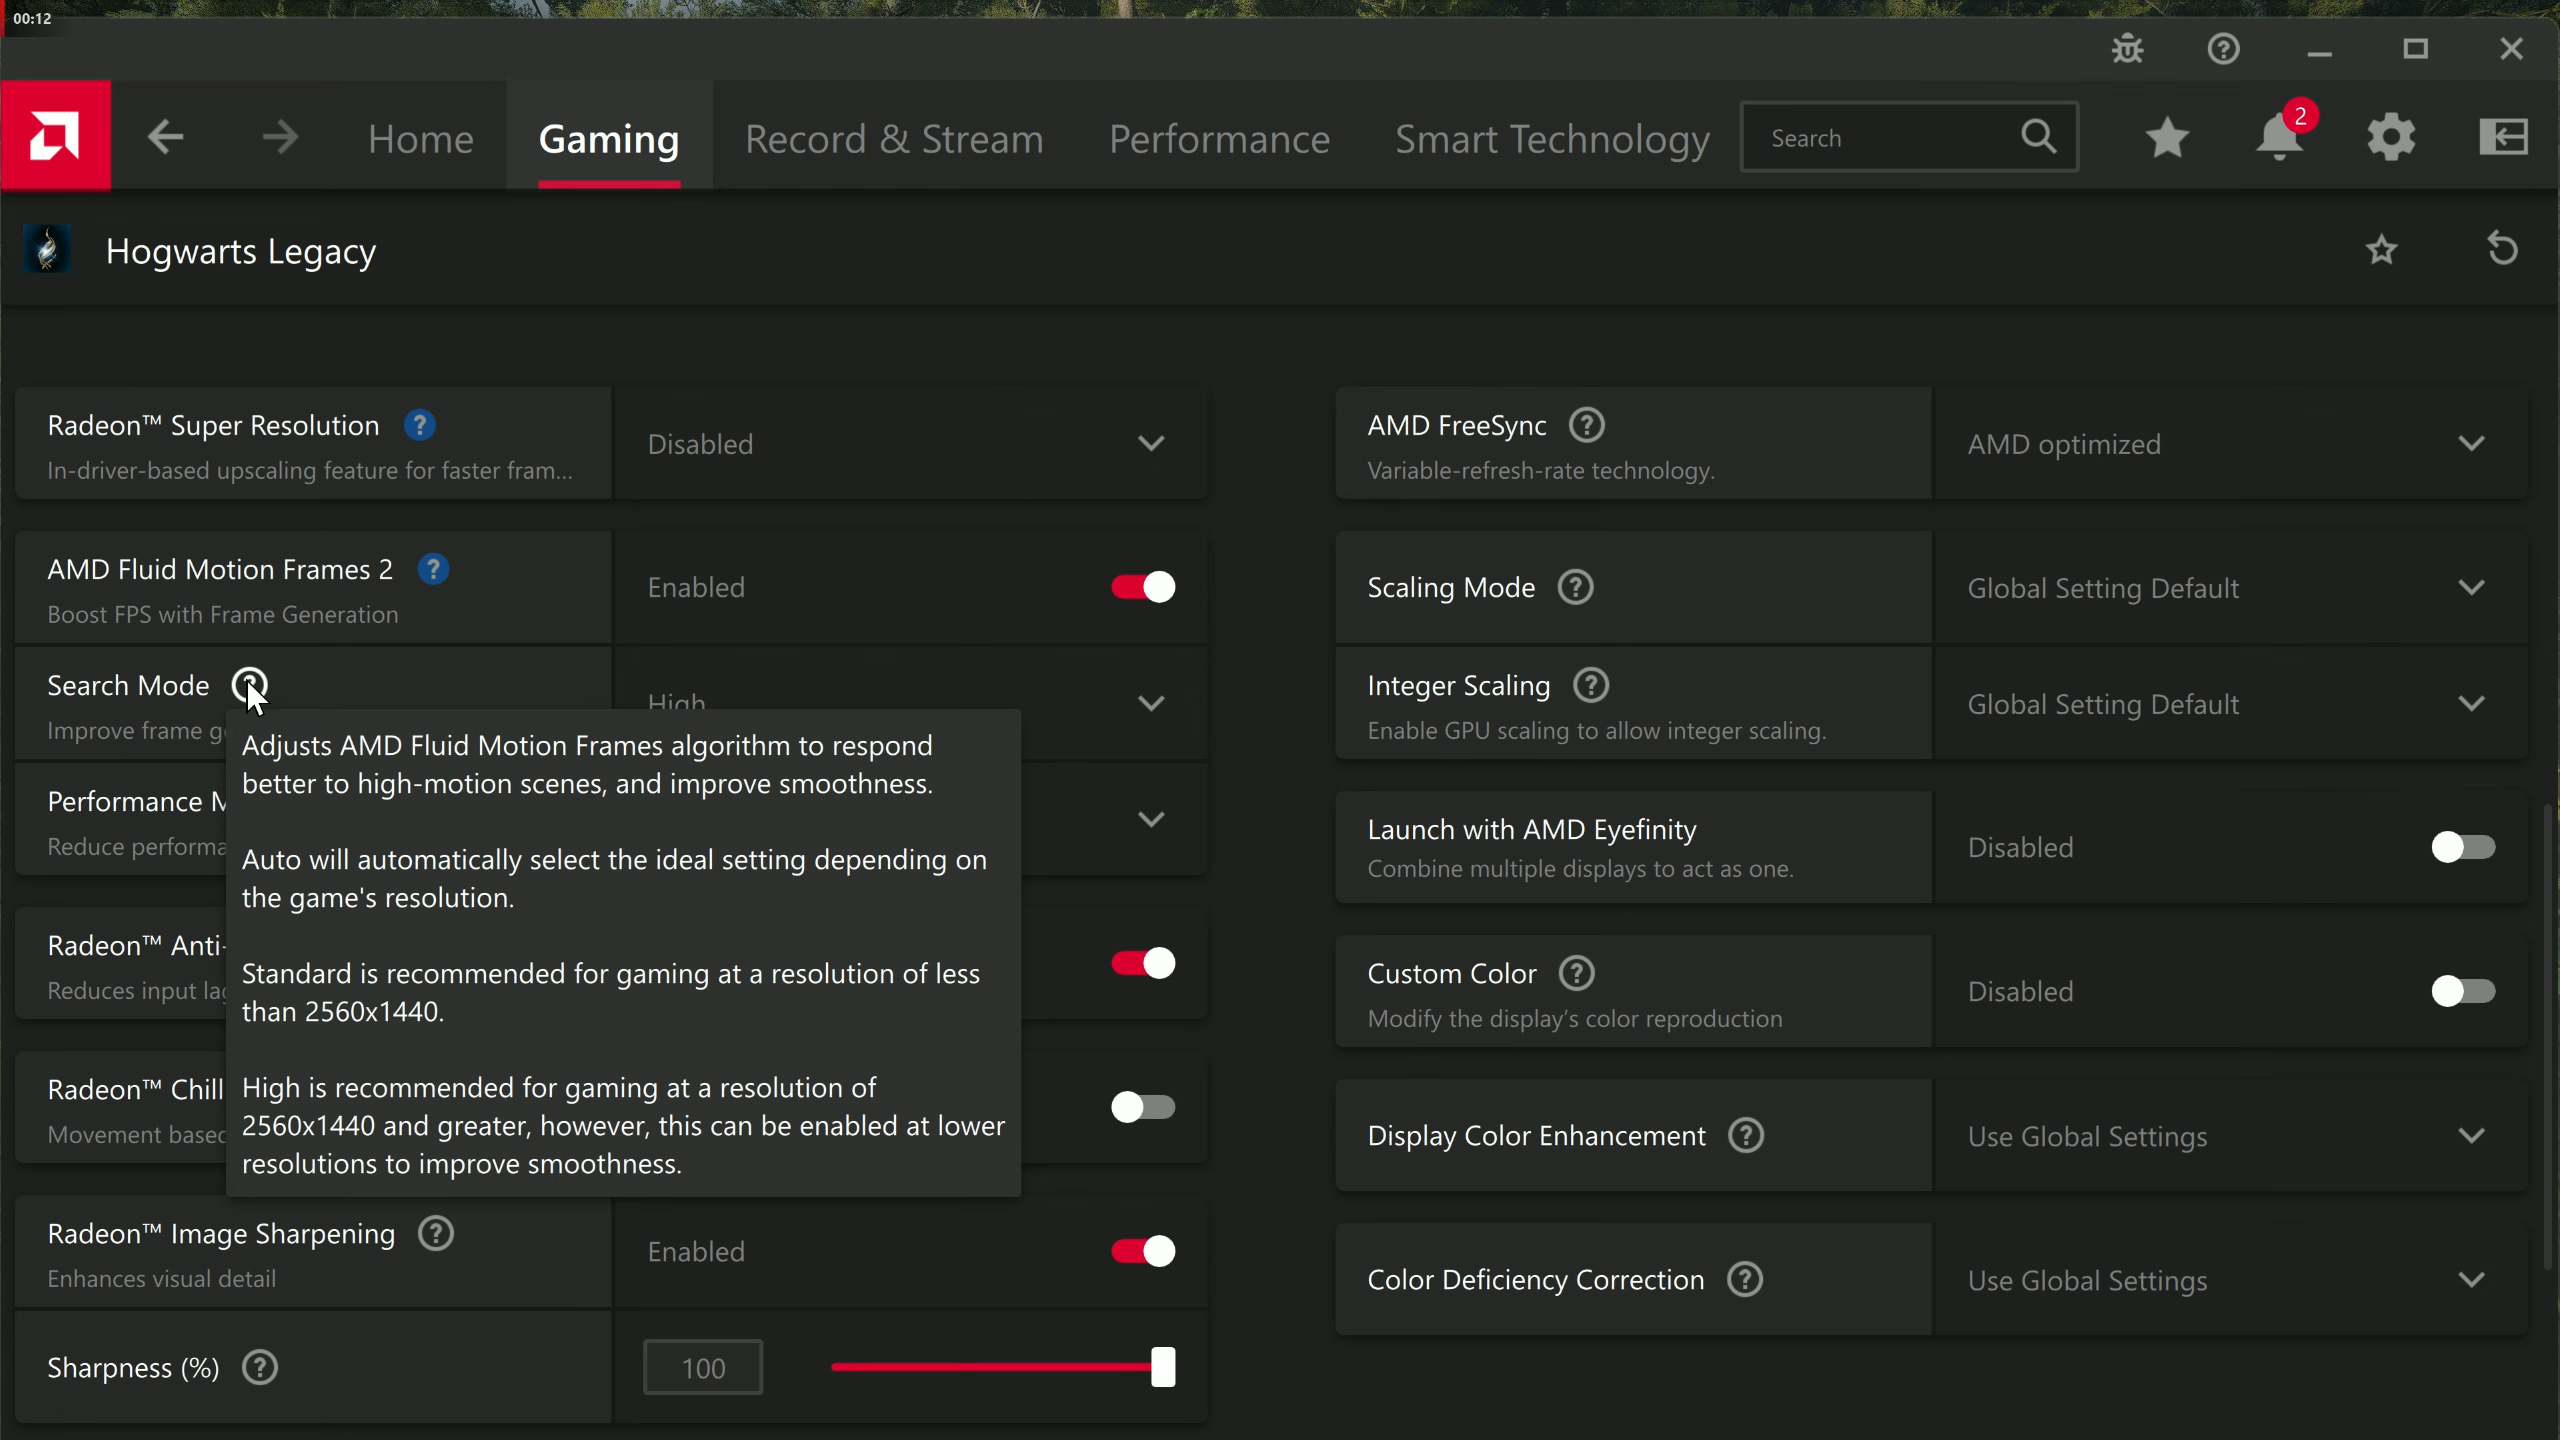 00:12
Home
Gaming
Record & Stream
Performance
Smart Technology
Search
2
Hogwarts Legacy
Radeon™ Super Resolution
In-driver-based upscaling feature for faster fram...
Disabled
AMD Fluid Motion Frames 2
Boost FPS with Frame Generation
Enabled
Search Mode
Improve frame g
High
Adjusts AMD Fluid Motion Frames algorithm to respond
better to high-motion scenes, and improve smoothness.
Auto will automatically select the ideal setting depending on
the game's resolution.
Standard is recommended for gaming at a resolution of less
than 2560x1440.
High is recommended for gaming at a resolution of
2560x1440 and greater, however, this can be enabled at lower
resolutions to improve smoothness.
Performance M
Reduce performa
Radeon™ Anti-
Reduces input lag
Radeon™ Chill
Movement based
Radeon™ Image Sharpening
Enhances visual detail
Enabled
Sharpness (%)
100
AMD FreeSync
Variable-refresh-rate technology.
AMD optimized
Scaling Mode
Global Setting Default
Integer Scaling
Enable GPU scaling to allow integer scaling.
Global Setting Default
Launch with AMD Eyefinity
Combine multiple displays to act as one.
Disabled
Custom Color
Modify the display's color reproduction
Disabled
Display Color Enhancement
Use Global Settings
Color Deficiency Correction
Use Global Settings